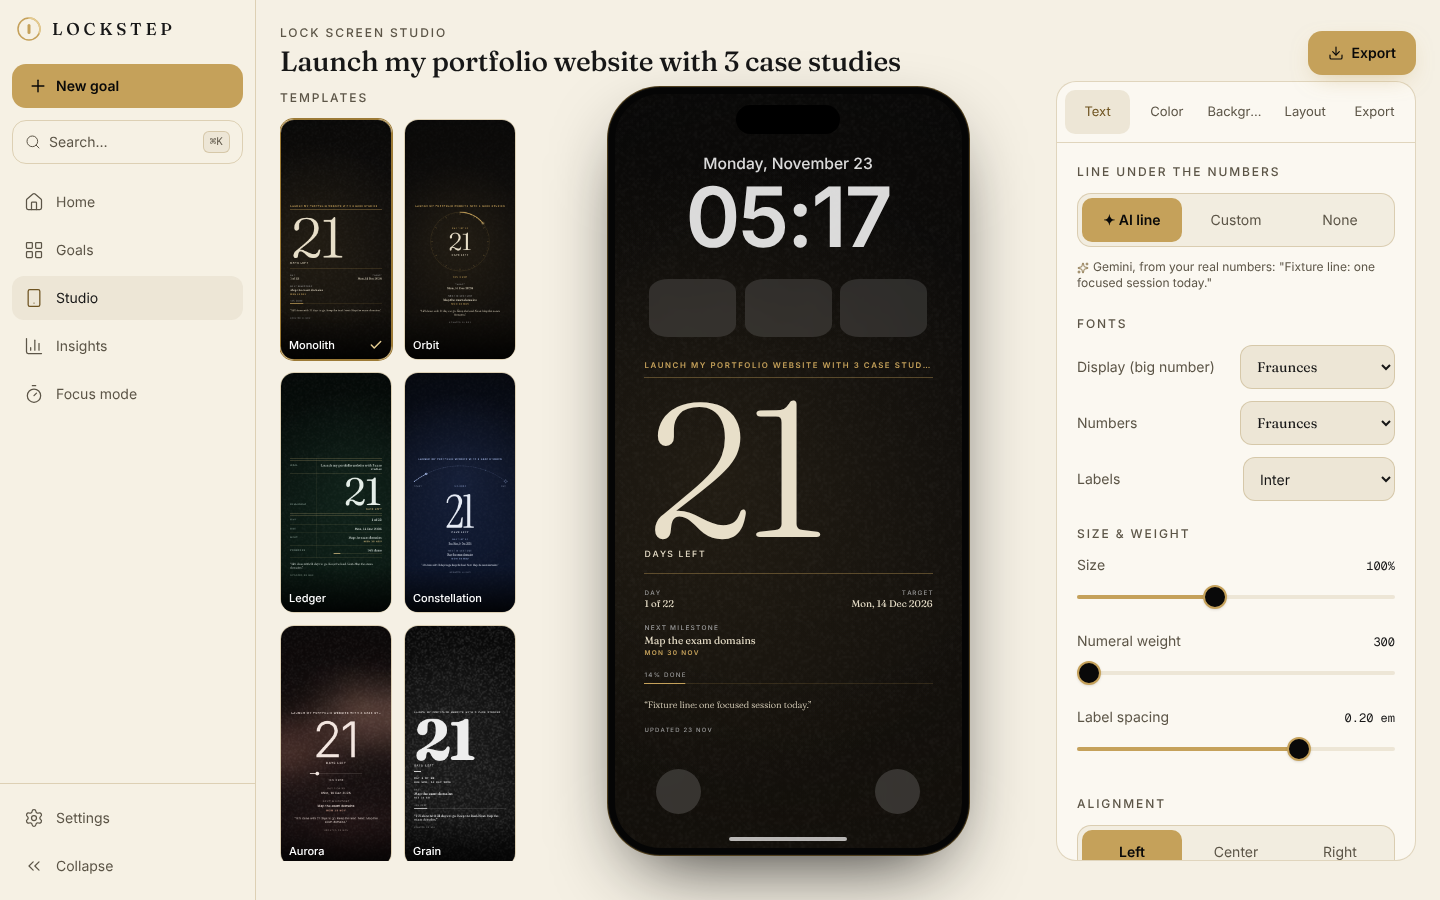 LOCKSTEP
New goal
Search...
⌘K
Home
Goals
Studio
Insights
Focus mode
Settings
Collapse
LOCK SCREEN STUDIO
Launch my portfolio website with 3 case studies
Export
TEMPLATES
21
Monolith
21
Orbit
21
Ledger
21
Constellation
21
Aurora
21
Grain
Monday, November 23
05:17
LAUNCH MY PORTFOLIO WEBSITE WITH 3 CASE STUD...
21
DAYS LEFT
DAY
1 of 22
TARGET
Mon, 14 Dec 2026
NEXT MILESTONE
Map the exam domains
MON 30 NOV
14% DONE
"Fixture line: one focused session today."
UPDATED 23 NOV
Text
Color
Backgr...
Layout
Export
LINE UNDER THE NUMBERS
✦ AI line
Custom
None
Gemini, from your real numbers: "Fixture line: one
focused session today."
FONTS
Display (big number)
Fraunces
Numbers
Fraunces
Labels
Inter
SIZE & WEIGHT
Size
100%
Numeral weight
300
Label spacing
0.20 em
ALIGNMENT
Left
Center
Right